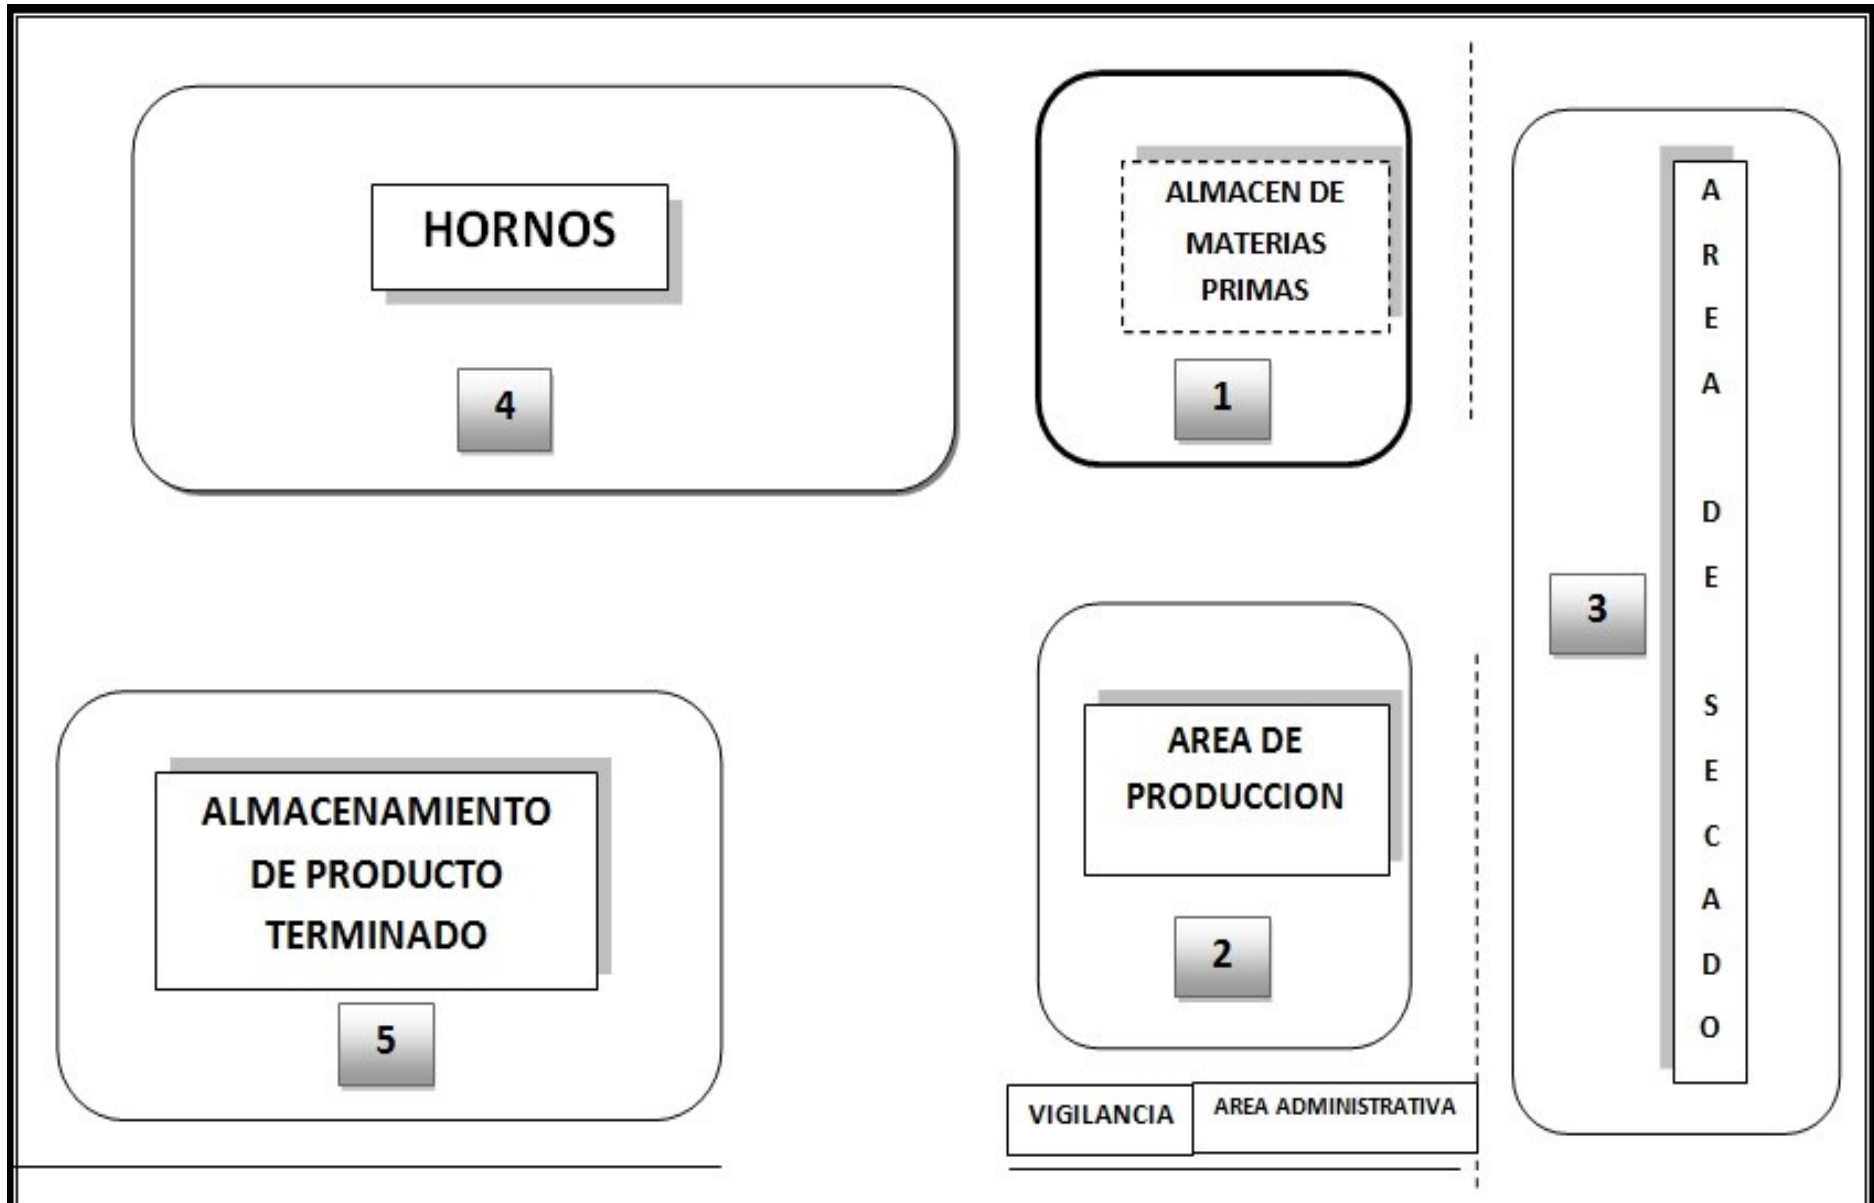 HORNOS
4
ALMACEN DE
MATERIAS
PRIMAS
1
A
R
E
A
D
E
S
E
C
A
D
O
3
ALMACENAMIENTO
DE PRODUCTO
TERMINADO
5
AREA DE
PRODUCCION
2
VIGILANCIA
AREA ADMINISTRATIVA